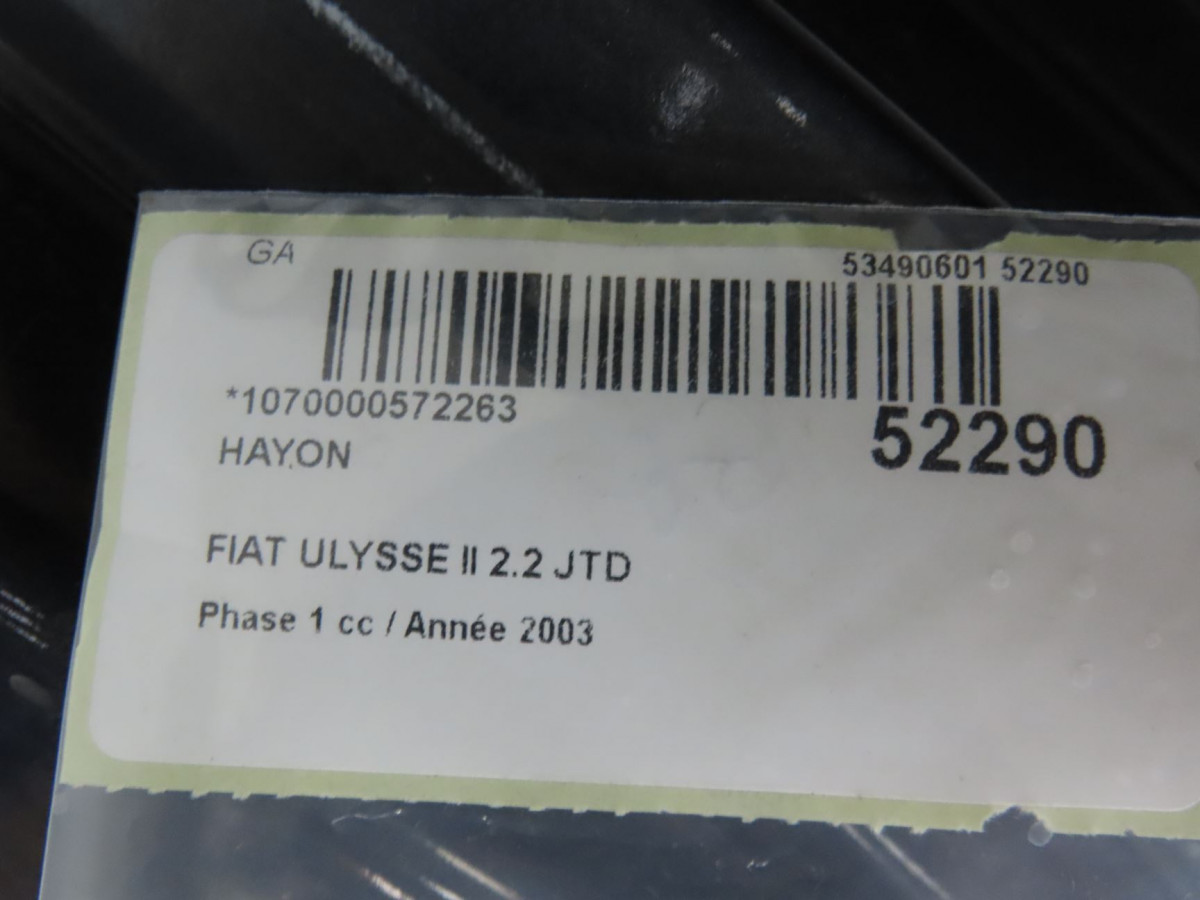 GA
53490601 52290
*1070000572263
52290
HAYON
FIAT ULYSSE II 2.2 JTD
Phase 1 cc / Année 2003